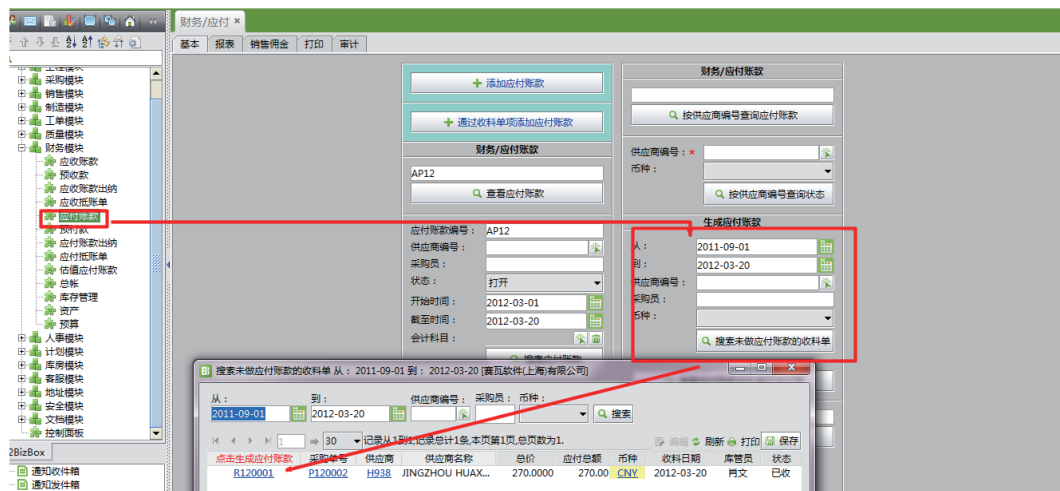 财务/应付 ×
基本 报表 销售佣金 打印 审计
采购模块
销售模块
制造模块
工单模块
质量模块
财务模块
应收账款
预收款
应收账款出纳
应收抵账单
应付账款
预付款
应付账款出纳
应付抵账单
估值应付账款
总帐
库存管理
资产
预算
人事模块
计划模块
库房模块
客服模块
地址模块
安全模块
文档模块
控制面板
2BizBox
通知收件箱
通知发件箱
添加应付账款
通过收料单项添加应付账款
财务/应付账款
AP12
查看应付账款
应付账款编号： AP12
供应商编号：
采购员：
状态： 打开
开始时间： 2012-03-01
截至时间： 2012-03-20
会计科目：
搜索应付账款
财务/应付账款
按供应商编号查询应付账款
供应商编号：*
币种：
按供应商编号查询状态
生成应付账款
从： 2011-09-01
到： 2012-03-20
供应商编号：
采购员：
币种：
搜索未做应付账款的收料单
搜索未做应付账款的收料单 从： 2011-09-01 到： 2012-03-20 [赛瓦软件(上海)有限公司]
从： 到： 供应商编号： 采购员： 币种：
2011-09-01 2012-03-20 搜索
1 30 记录从1到1,记录总计1条,本页第1页,总页数为1. 编辑 刷新 打印 保存
点击生成应付账款 采购单号 供应商 供应商名称 总价 应付总额 币种 收料日期 库管员 状态
R120001 P120002 H938 JINGZHOU HUAX... 270.0000 270.00 CNY 2012-03-20 肖文 已收